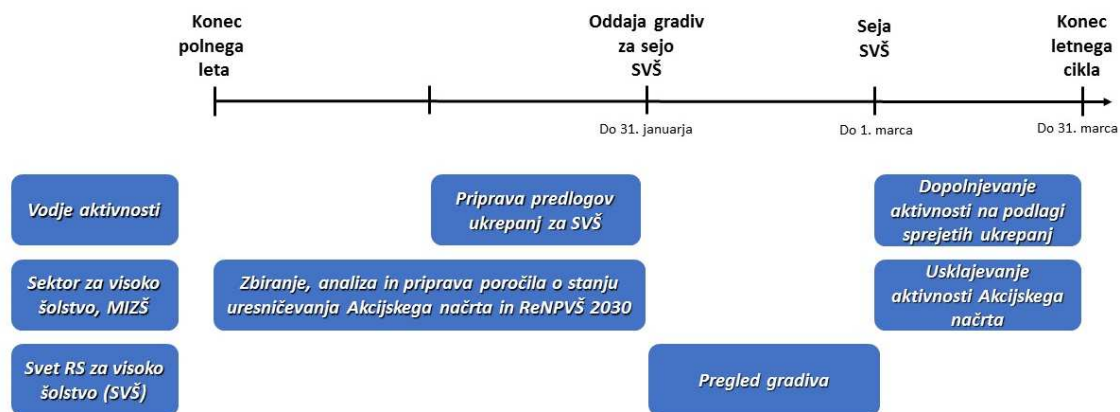 Konec
polnega
leta
Oddaja gradiv
za sejo
SVŠ
Seja
SVŠ
Konec
letnega
cikla
Do 31. januarja
Do 1. marca
Do 31. marca
Vodje aktivnosti
Priprava predlogov
ukrepanj za SVŠ
Dopolnjevanje
aktivnosti na podlagi
sprejetih ukrepanj
Sektor za visoko
šolstvo, MIZŠ
Zbiranje, analiza in priprava poročila o stanju
uresničevanja Akcijskega načrta in ReNPVŠ 2030
Usklajevanje
aktivnosti Akcijskega
načrta
Svet RS za visoko
šolstvo (SVŠ)
Pregled gradiva